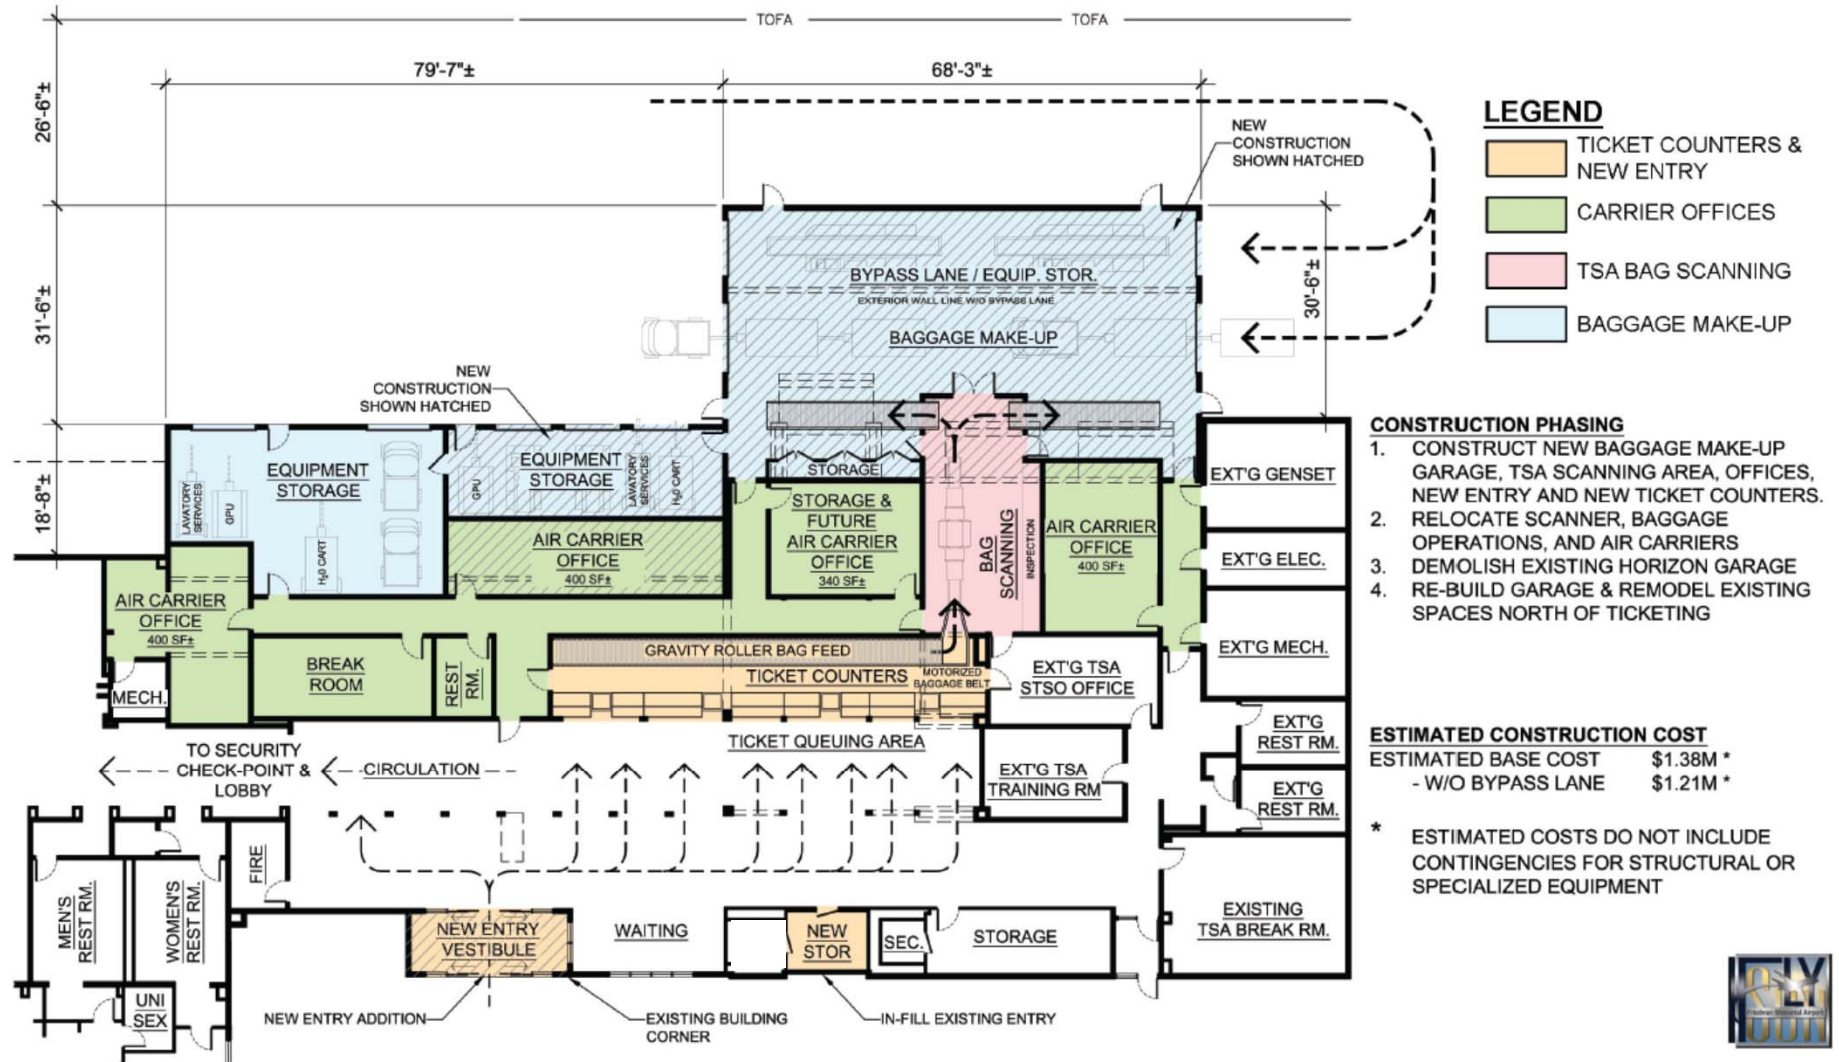 TOFA
TOFA
79'-7"±
68'-3"±
26'-6"±
31'-6"±
18'-8"±
30'-6"±
NEW
CONSTRUCTION
SHOWN HATCHED
LEGEND
TICKET COUNTERS &
NEW ENTRY
CARRIER OFFICES
TSA BAG SCANNING
BAGGAGE MAKE-UP
BYPASS LANE / EQUIP. STOR.
EXTERIOR WALL LINE W/O BYPASS LANE
BAGGAGE MAKE-UP
NEW
CONSTRUCTION
SHOWN HATCHED
EQUIPMENT
STORAGE
LAVATORY
SERVICES
GPU
H20 CART
EQUIPMENT
STORAGE
GPU
LAVATORY
SERVICES
H20 CART
STORAGE
STORAGE &
FUTURE
AIR CARRIER
OFFICE
340 SF±
BAG
SCANNING
INSPECTION
AIR CARRIER
OFFICE
400 SF±
AIR CARRIER
OFFICE
400 SF±
AIR CARRIER
OFFICE
400 SF±
EXT'G GENSET
EXT'G ELEC.
EXT'G MECH.
CONSTRUCTION PHASING
1. CONSTRUCT NEW BAGGAGE MAKE-UP
GARAGE, TSA SCANNING AREA, OFFICES,
NEW ENTRY AND NEW TICKET COUNTERS.
2. RELOCATE SCANNER, BAGGAGE
OPERATIONS, AND AIR CARRIERS
3. DEMOLISH EXISTING HORIZON GARAGE
4. RE-BUILD GARAGE & REMODEL EXISTING
SPACES NORTH OF TICKETING
MECH.
BREAK
ROOM
REST
RM.
GRAVITY ROLLER BAG FEED
TICKET COUNTERS
MOTORIZED
BAGGAGE BELT
EXT'G TSA
STSO OFFICE
EXT'G
REST RM.
EXT'G
REST RM.
TICKET QUEUING AREA
TO SECURITY
CHECK-POINT &
LOBBY
CIRCULATION
EXT'G TSA
TRAINING RM
ESTIMATED CONSTRUCTION COST
ESTIMATED BASE COST $1.38M *
- W/O BYPASS LANE $1.21M *
* ESTIMATED COSTS DO NOT INCLUDE
CONTINGENCIES FOR STRUCTURAL OR
SPECIALIZED EQUIPMENT
MEN'S
REST RM.
WOMEN'S
REST RM.
FIRE
UNI
SEX
NEW ENTRY
VESTIBULE
WAITING
NEW
STOR
SEC.
STORAGE
EXISTING
TSA BREAK RM.
NEW ENTRY ADDITION
EXISTING BUILDING
CORNER
IN-FILL EXISTING ENTRY
FLY
Friedman Memorial Airport
SUN